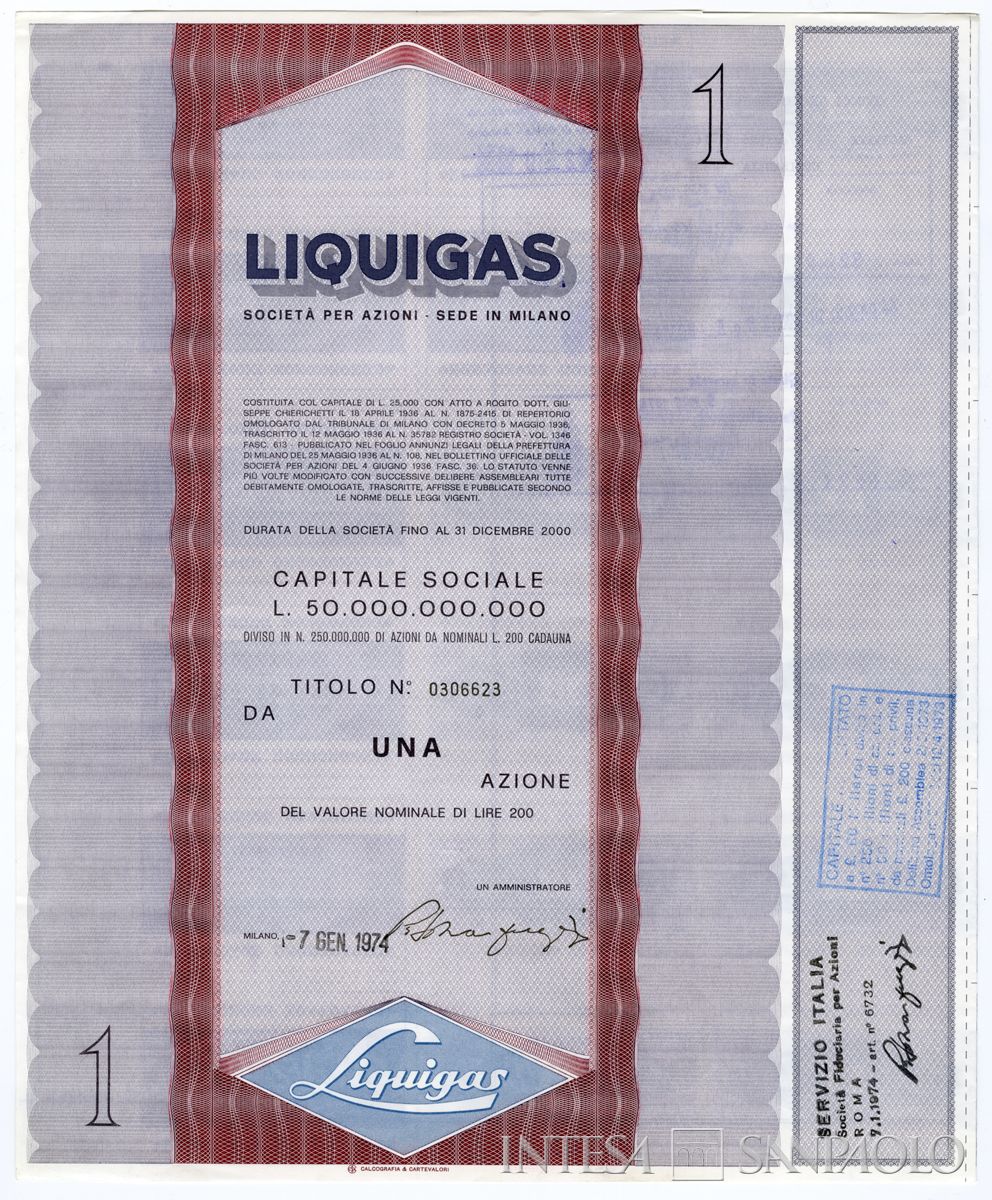 1
LIQUIGAS
SOCIETÀ PER AZIONI - SEDE IN MILANO
COSTITUITA COL CAPITALE DI L. 25.000 CON ATTO A ROGITO DOTT. GIU-
SEPPE CHIERICHETTI IL 18 APRILE 1936 AL N. 1875-2415 DI REPERTORIO
OMOLOGATO DAL TRIBUNALE DI MILANO CON DECRETO 5 MAGGIO 1936,
TRASCRITTO IL 12 MAGGIO 1936 AL N. 35782 REGISTRO SOCIETÀ - VOL. 1346
FASC. 613 - PUBBLICATO NEL FOGLIO ANNUNZI LEGALI DELLA PREFETTURA
DI MILANO DEL 25 MAGGIO 1936 AL N. 108, NEL BOLLETTINO UFFICIALE DELLE
SOCIETÀ PER AZIONI DEL 4 GIUGNO 1936 FASC. 36. LO STATUTO VENNE
PIÙ VOLTE MODIFICATO CON SUCCESSIVE DELIBERE ASSEMBLEARI TUTTE
DEBITAMENTE OMOLOGATE, TRASCRITTE, AFFISSE E PUBBLICATE SECONDO
LE NORME DELLE LEGGI VIGENTI.
DURATA DELLA SOCIETÀ FINO AL 31 DICEMBRE 2000
CAPITALE SOCIALE
L. 50.000.000.000
DIVISO IN N. 250.000.000 DI AZIONI DA NOMINALI L. 200 CADAUNA
TITOLO N° 0306623
DA
UNA
AZIONE
DEL VALORE NOMINALE DI LIRE 200
UN AMMINISTRATORE
MILANO, 7 GEN. 1974
1
Liquigas
CALCOGRAFIA & CARTEVALORI
CAPITALE
n° 250
da £. 200
Assemblea
SERVIZIO ITALIA
Società Fiduciaria per Azioni
ROMA
7.1.1974 - art. n° 6732
INTESA SANPAOLO